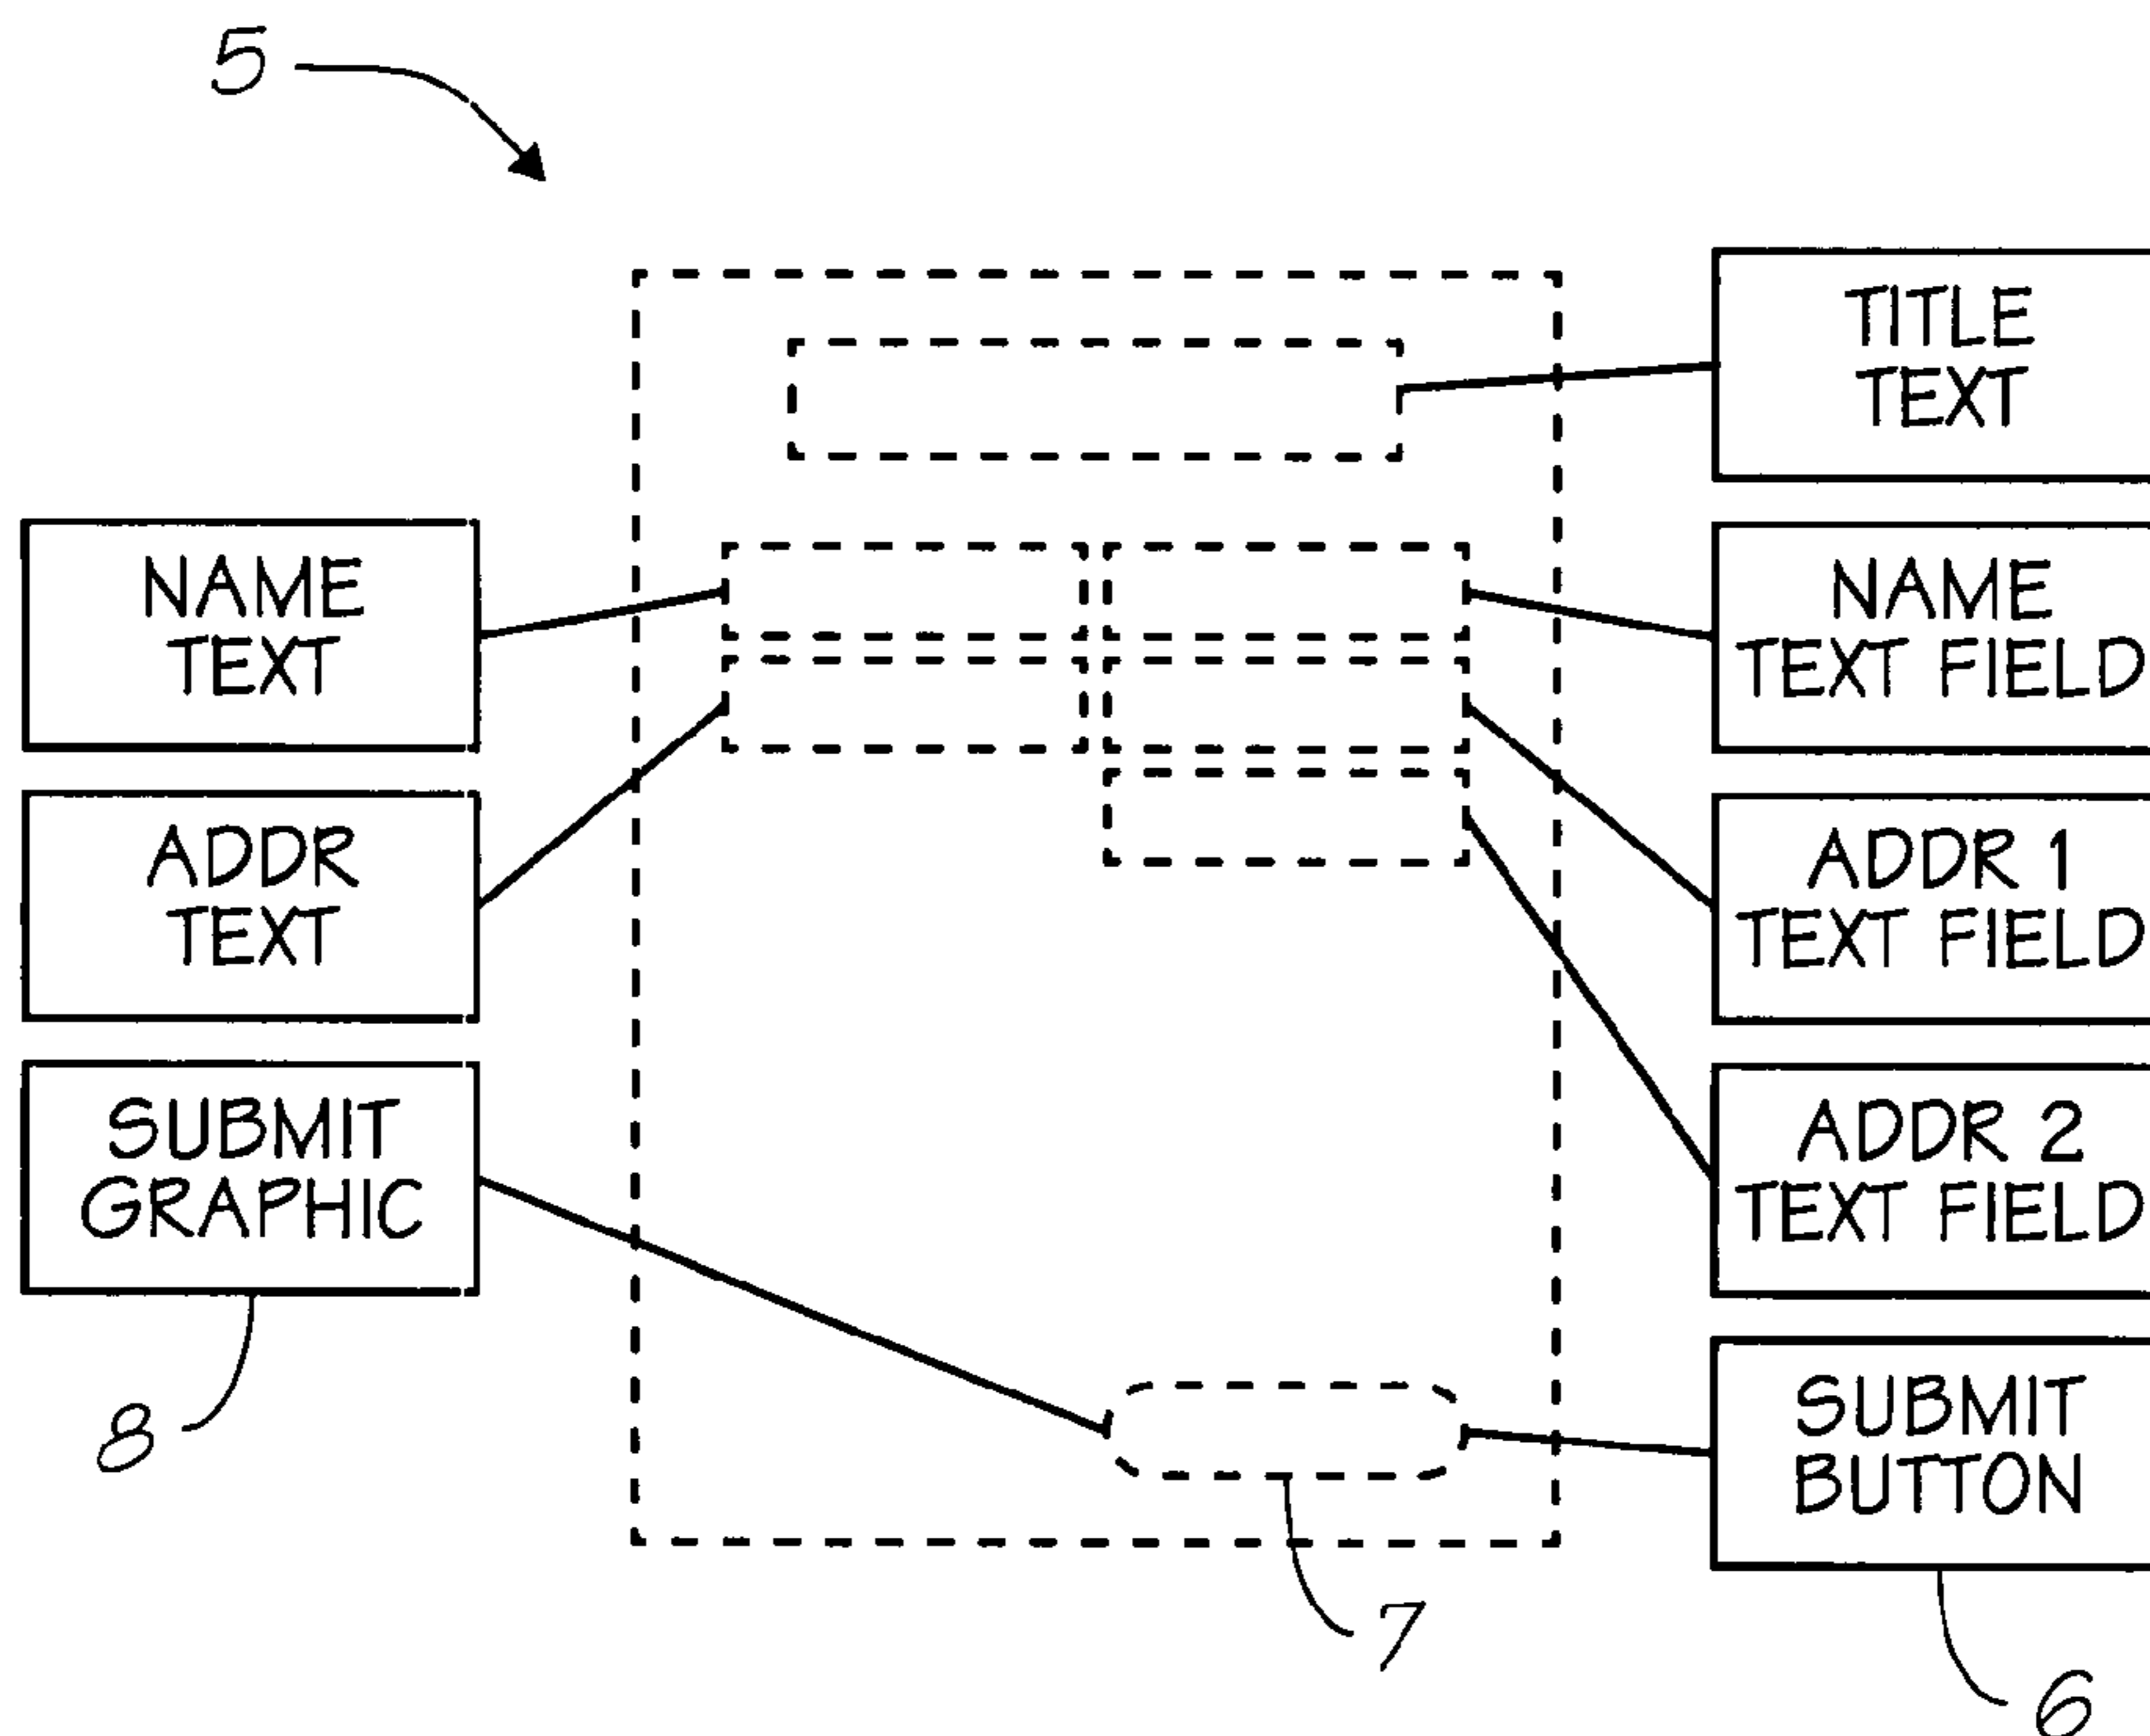 5
TITLE
TEXT
NAME
TEXT
NAME
TEXT FIELD
ADDR
TEXT
ADDR 1
TEXT FIELD
SUBMIT
GRAPHIC
ADDR 2
TEXT FIELD
SUBMIT
BUTTON
8
7
6